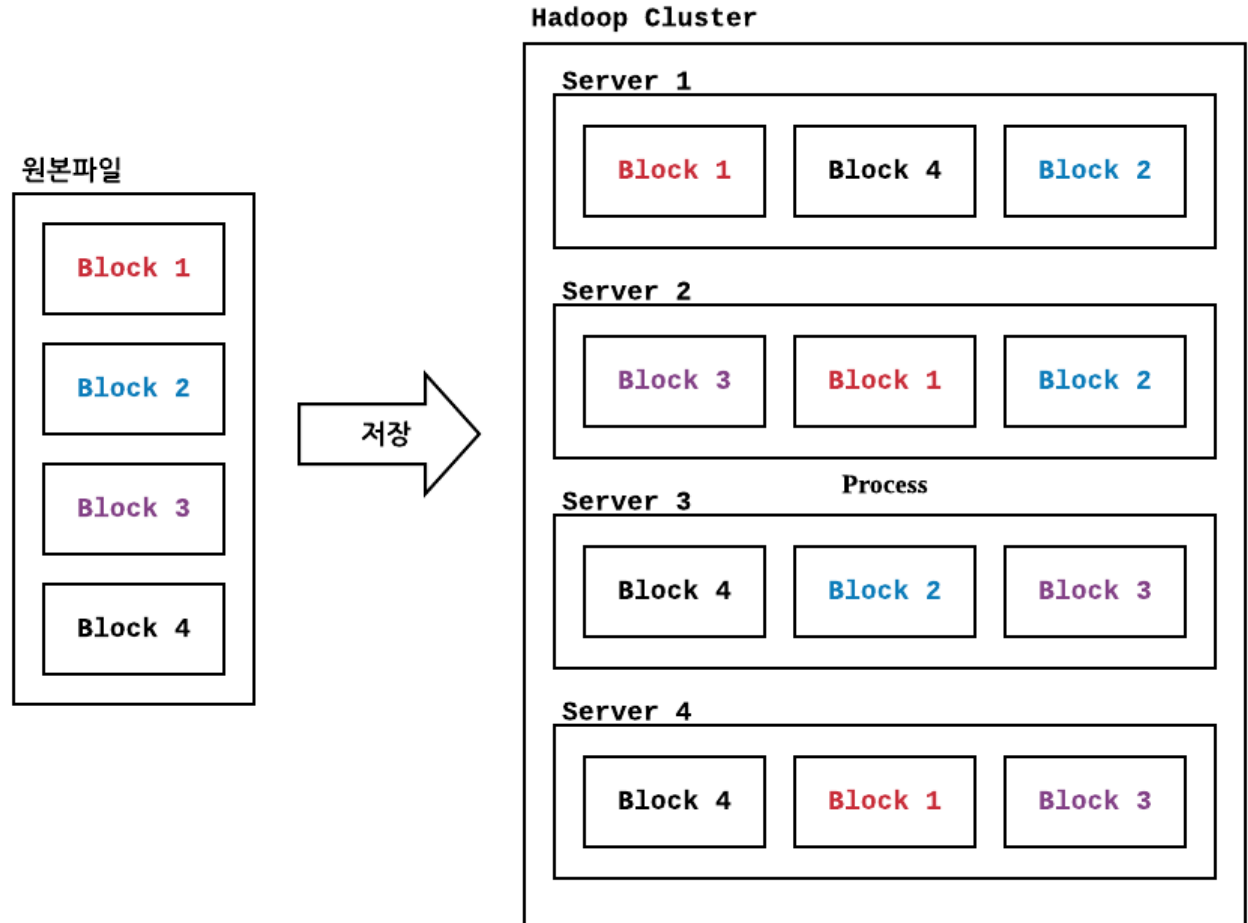 Hadoop Cluster
원본파일
Block 1
Block 2
Block 3
Block 4
저장
Server 1
Block 1 Block 4 Block 2
Server 2
Block 3 Block 1 Block 2
Process
Server 3
Block 4 Block 2 Block 3
Server 4
Block 4 Block 1 Block 3